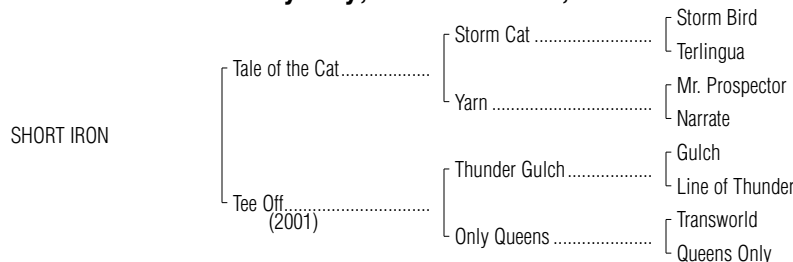 Storm Bird
Storm Cat ....................
Terlingua
Tale of the Cat...................
Mr. Prospector
Yarn ..................................
Narrate
SHORT IRON
Gulch
Thunder Gulch..................
Line of Thunder
Tee Off...............................
(2001)
Transworld
Only Queens .....................
Queens Only